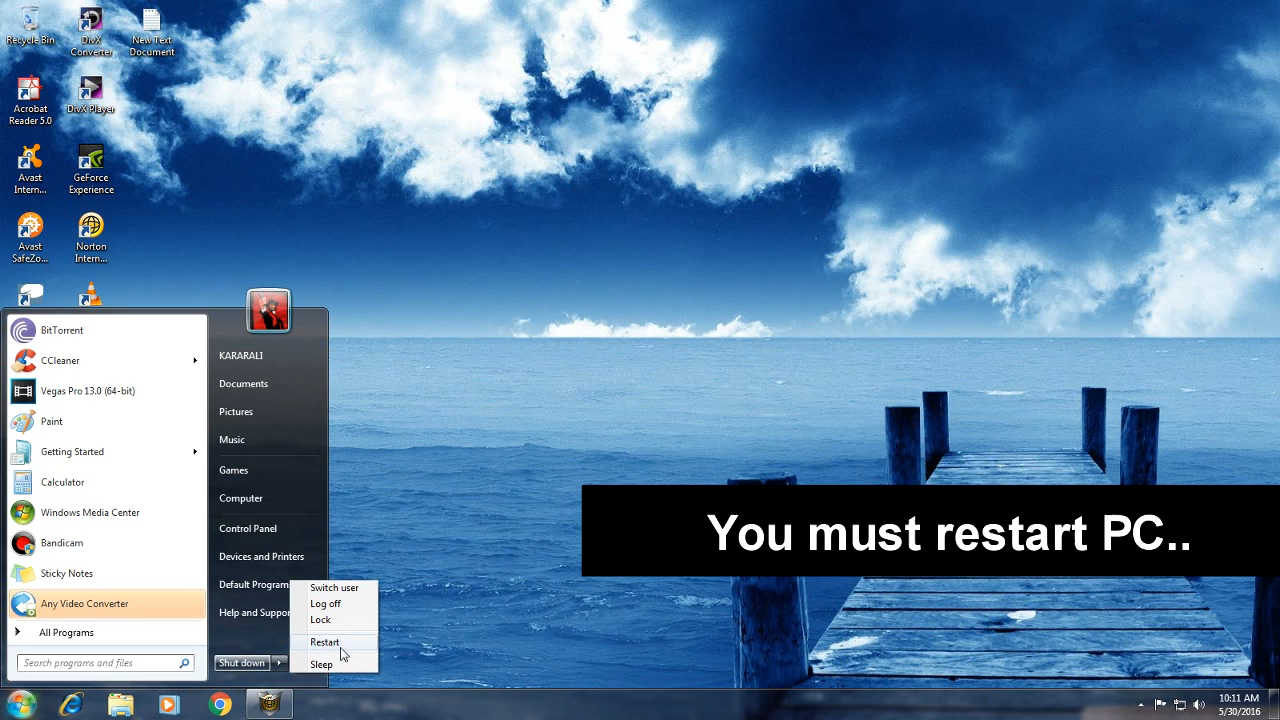 Recycle Bin
DivX
Converter
New Text
Document
Acrobat
Reader 5.0
DivX Player
Avast
Intern...
GeForce
Experience
Avast
SafeZo...
Norton
Intern...
BitTorrent
CCleaner
Vegas Pro 13.0 (64-bit)
Paint
Getting Started
Calculator
Windows Media Center
Bandicam
Sticky Notes
Any Video Converter
All Programs
Search programs and files
KARARALI
Documents
Pictures
Music
Games
Computer
Control Panel
Devices and Printers
Default Program
Help and Suppor
Shut down
Switch user
Log off
Lock
Restart
Sleep
You must restart PC..
10:11 AM
5/30/2016